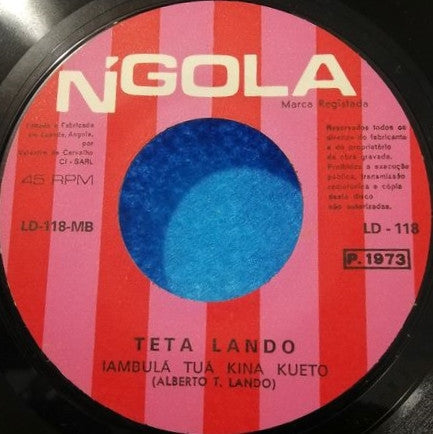 N'GOLA
Marca Registada
Editado e Fabricado
em Luanda, Angola,
por
Valentim de Carvalho
CI - SARL
45 RPM
LD-118-MB
Reservados todos os
direitos do fabricante
e do proprietário
da obra gravada.
Proibidas a execução
pública, transmissão
radiofónica e cópia
deste disco
não autorizadas.
LD - 118
P. 1973
TETA LANDO
IAMBULÁ TUÁ KINA KUETO
(ALBERTO T. LANDO)